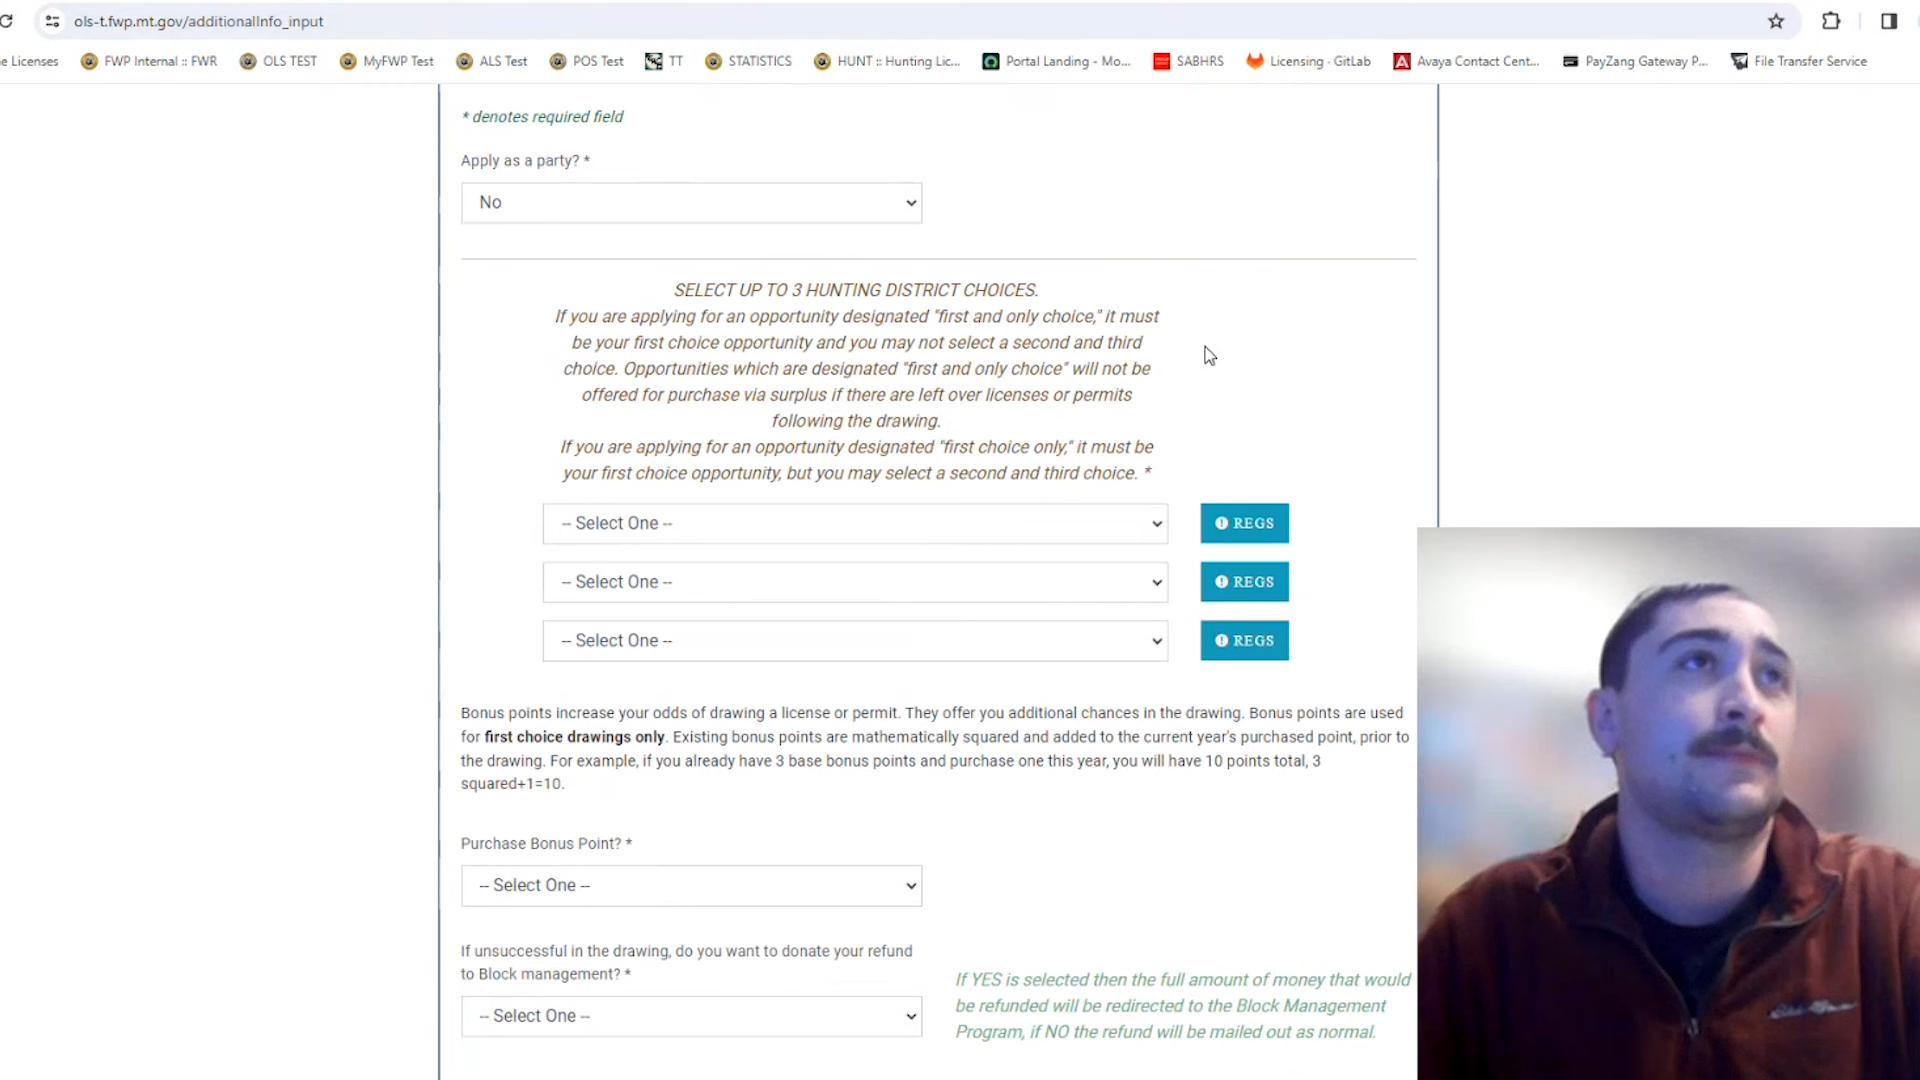 ols-t.fwp.mt.gov/additionalInfo_input
e Licenses
FWP Internal :: FWP
OLS TEST
MyFWP Test
ALS Test
POS Test
TT
STATISTICS
HUNT :: Hunting Lic...
Portal Landing - Mo...
SABHRS
Licensing · GitLab
Avaya Contact Cent...
PayZang Gateway P...
File Transfer Service
* denotes required field
Apply as a party? *
No
SELECT UP TO 3 HUNTING DISTRICT CHOICES.
If you are applying for an opportunity designated "first and only choice," it must
be your first choice opportunity and you may not select a second and third
choice. Opportunities which are designated "first and only choice" will not be
offered for purchase via surplus if there are left over licenses or permits
following the drawing.
If you are applying for an opportunity designated "first choice only," it must be
your first choice opportunity, but you may select a second and third choice. *
-- Select One --
REGS
-- Select One --
REGS
-- Select One --
REGS
Bonus points increase your odds of drawing a license or permit. They offer you additional chances in the drawing. Bonus points are used
for first choice drawings only. Existing bonus points are mathematically squared and added to the current year's purchased point, prior to
the drawing. For example, if you already have 3 base bonus points and purchase one this year, you will have 10 points total, 3
squared+1=10.
Purchase Bonus Point? *
-- Select One --
If unsuccessful in the drawing, do you want to donate your refund
to Block management? *
-- Select One --
If YES is selected then the full amount of money that would
be refunded will be redirected to the Block Management
Program, if NO the refund will be mailed out as normal.